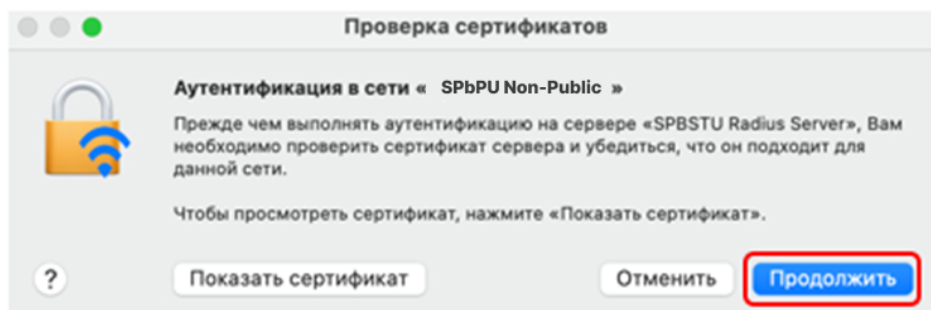 Проверка сертификатов
Аутентификация в сети « SPbPU Non-Public »
Прежде чем выполнять аутентификацию на сервере «SPBSTU Radius Server», Вам
необходимо проверить сертификат сервера и убедиться, что он подходит для
данной сети.
Чтобы просмотреть сертификат, нажмите «Показать сертификат».
? Показать сертификат Отменить Продолжить